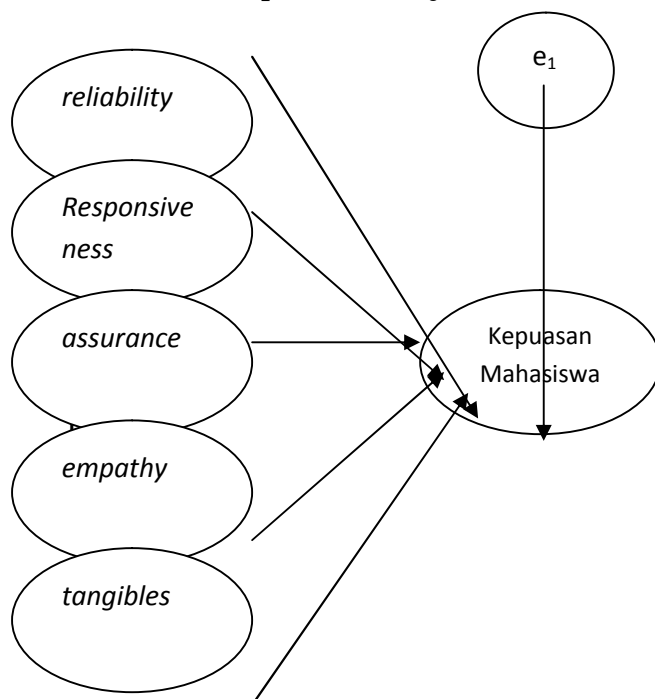 reliability
e₁
Responsive
ness
assurance
Kepuasan
Mahasiswa
empathy
tangibles